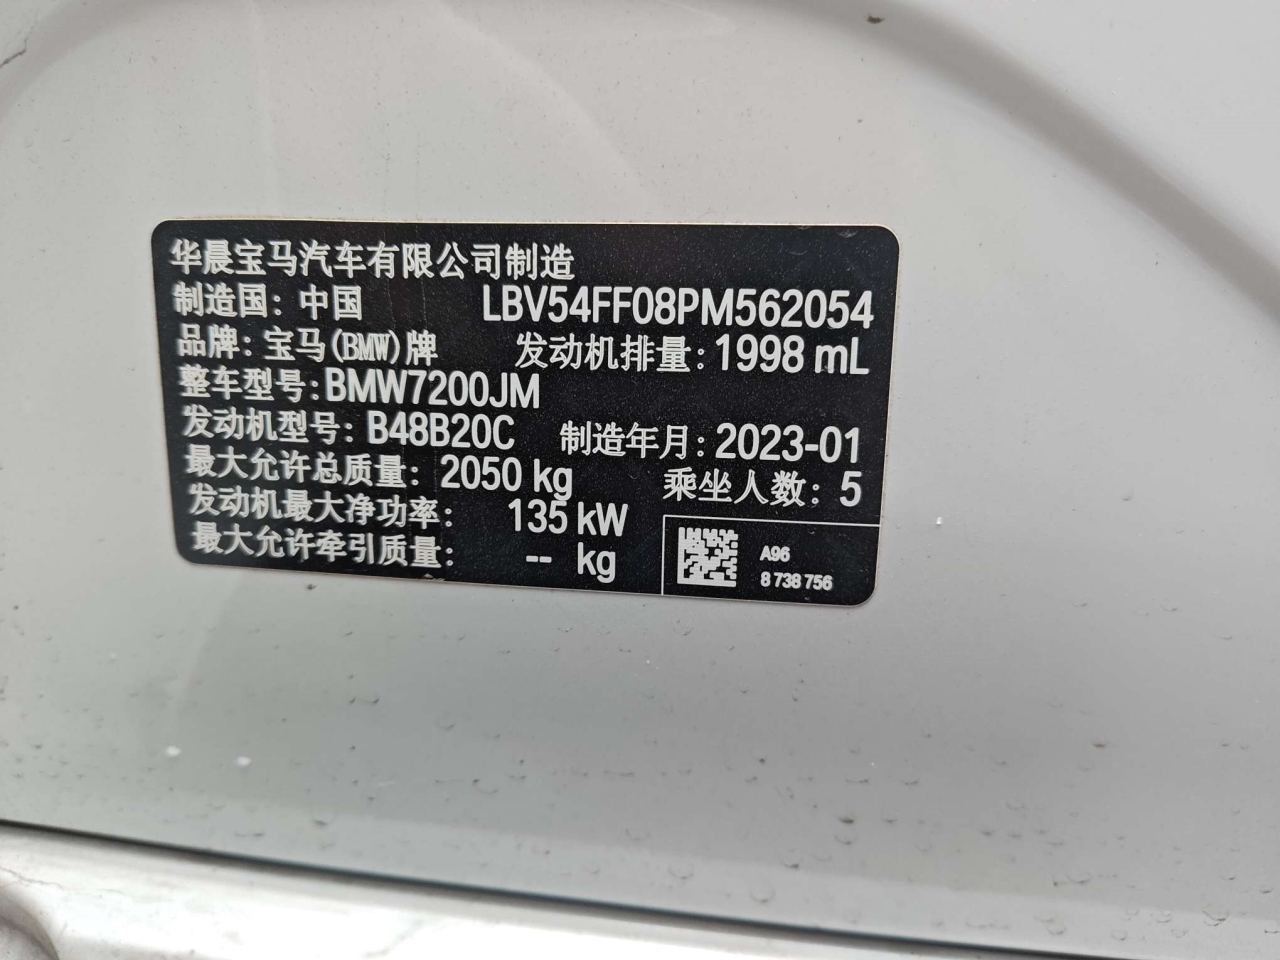 华晨宝马汽车有限公司制造
制造国: 中国 LBV54FF08PM562054
品牌: 宝马(BMW)牌 发动机排量: 1998 mL
整车型号: BMW7200JM
发动机型号: B48B20C 制造年月: 2023-01
最大允许总质量: 2050 kg 乘坐人数: 5
发动机最大净功率: 135 kW
最大允许牵引质量: -- kg
A96
8 738 756